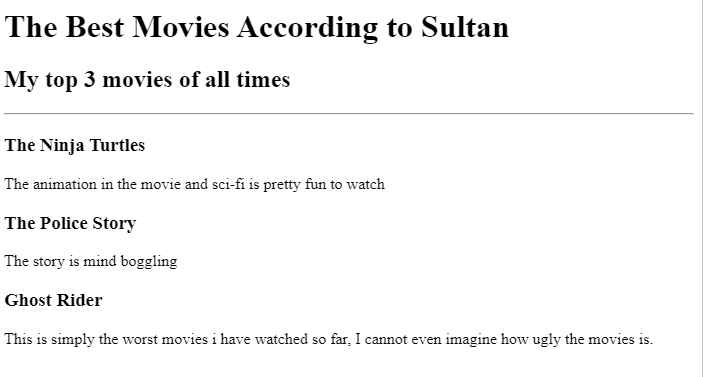 The Best Movies According to Sultan
My top 3 movies of all times
The Ninja Turtles
The animation in the movie and sci-fi is pretty fun to watch
The Police Story
The story is mind boggling
Ghost Rider
This is simply the worst movies i have watched so far, I cannot even imagine how ugly the movies is.